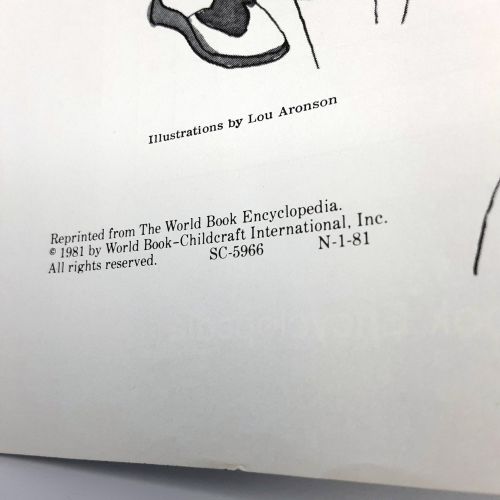 Illustrations by Lou Aronson
Reprinted from The World Book Encyclopedia.
© 1981 by World Book–Childcraft International, Inc.
All rights reserved. SC-5966 N-1-81